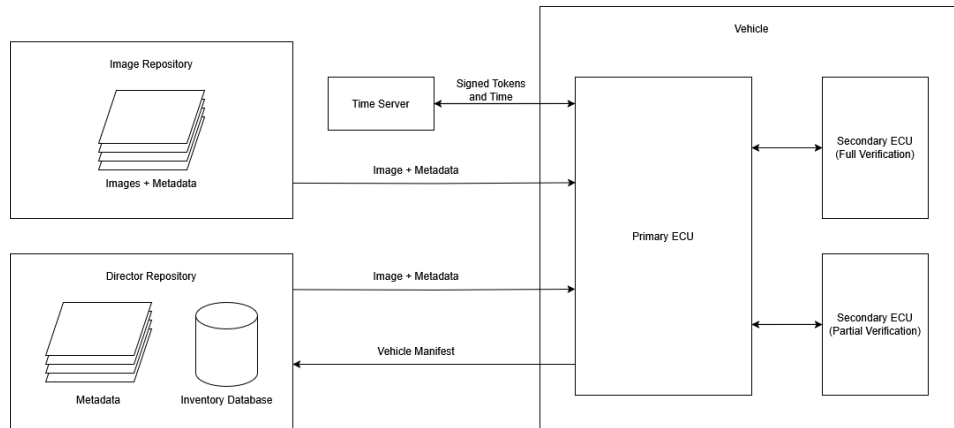 Vehicle
Image Repository
Images + Metadata
Time Server
Signed Tokens
and Time
Image + Metadata
Primary ECU
Secondary ECU
(Full Verification)
Director Repository
Metadata
Inventory Database
Image + Metadata
Vehicle Manifest
Secondary ECU
(Partial Verification)